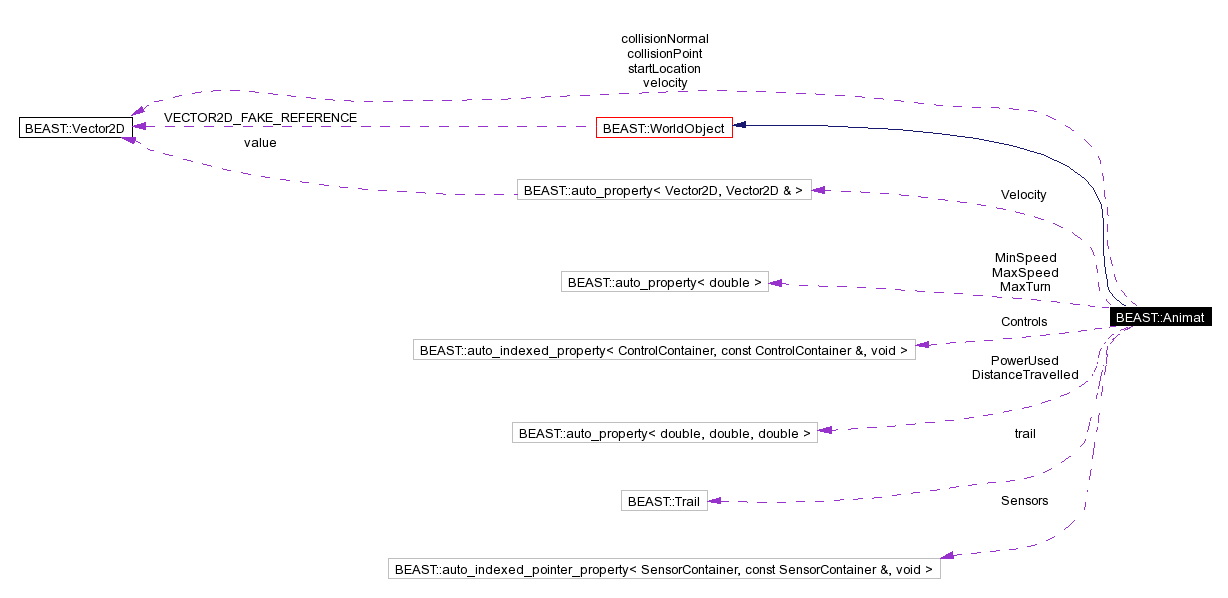 collisionNormal
collisionPoint
startLocation
velocity
VECTOR2D_FAKE_REFERENCE
BEAST::Vector2D
BEAST::WorldObject
value
BEAST::auto_property< Vector2D, Vector2D & >
Velocity
MinSpeed
MaxSpeed
MaxTurn
BEAST::auto_property< double >
BEAST::Animat
Controls
BEAST::auto_indexed_property< ControlContainer, const ControlContainer &, void >
PowerUsed
DistanceTravelled
BEAST::auto_property< double, double, double >
trail
BEAST::Trail
Sensors
BEAST::auto_indexed_pointer_property< SensorContainer, const SensorContainer &, void >